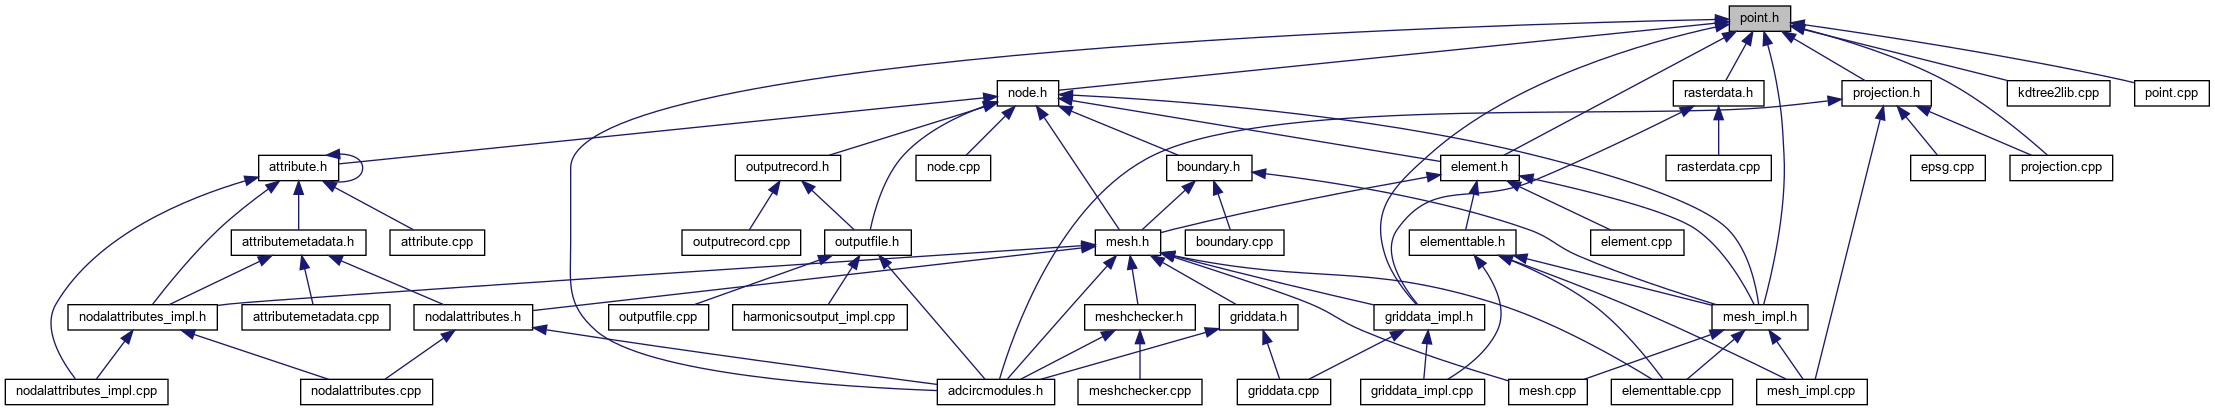 point.h
node.h
rasterdata.h
projection.h
kdtree2lib.cpp
point.cpp
attribute.h
outputrecord.h
node.cpp
boundary.h
element.h
rasterdata.cpp
epsg.cpp
projection.cpp
attributemetadata.h
attribute.cpp
outputrecord.cpp
outputfile.h
mesh.h
boundary.cpp
elementtable.h
element.cpp
nodalattributes_impl.h
attributemetadata.cpp
nodalattributes.h
outputfile.cpp
harmonicsoutput_impl.cpp
meshchecker.h
griddata.h
griddata_impl.h
mesh_impl.h
nodalattributes_impl.cpp
nodalattributes.cpp
adcircmodules.h
meshchecker.cpp
griddata.cpp
griddata_impl.cpp
mesh.cpp
elementtable.cpp
mesh_impl.cpp